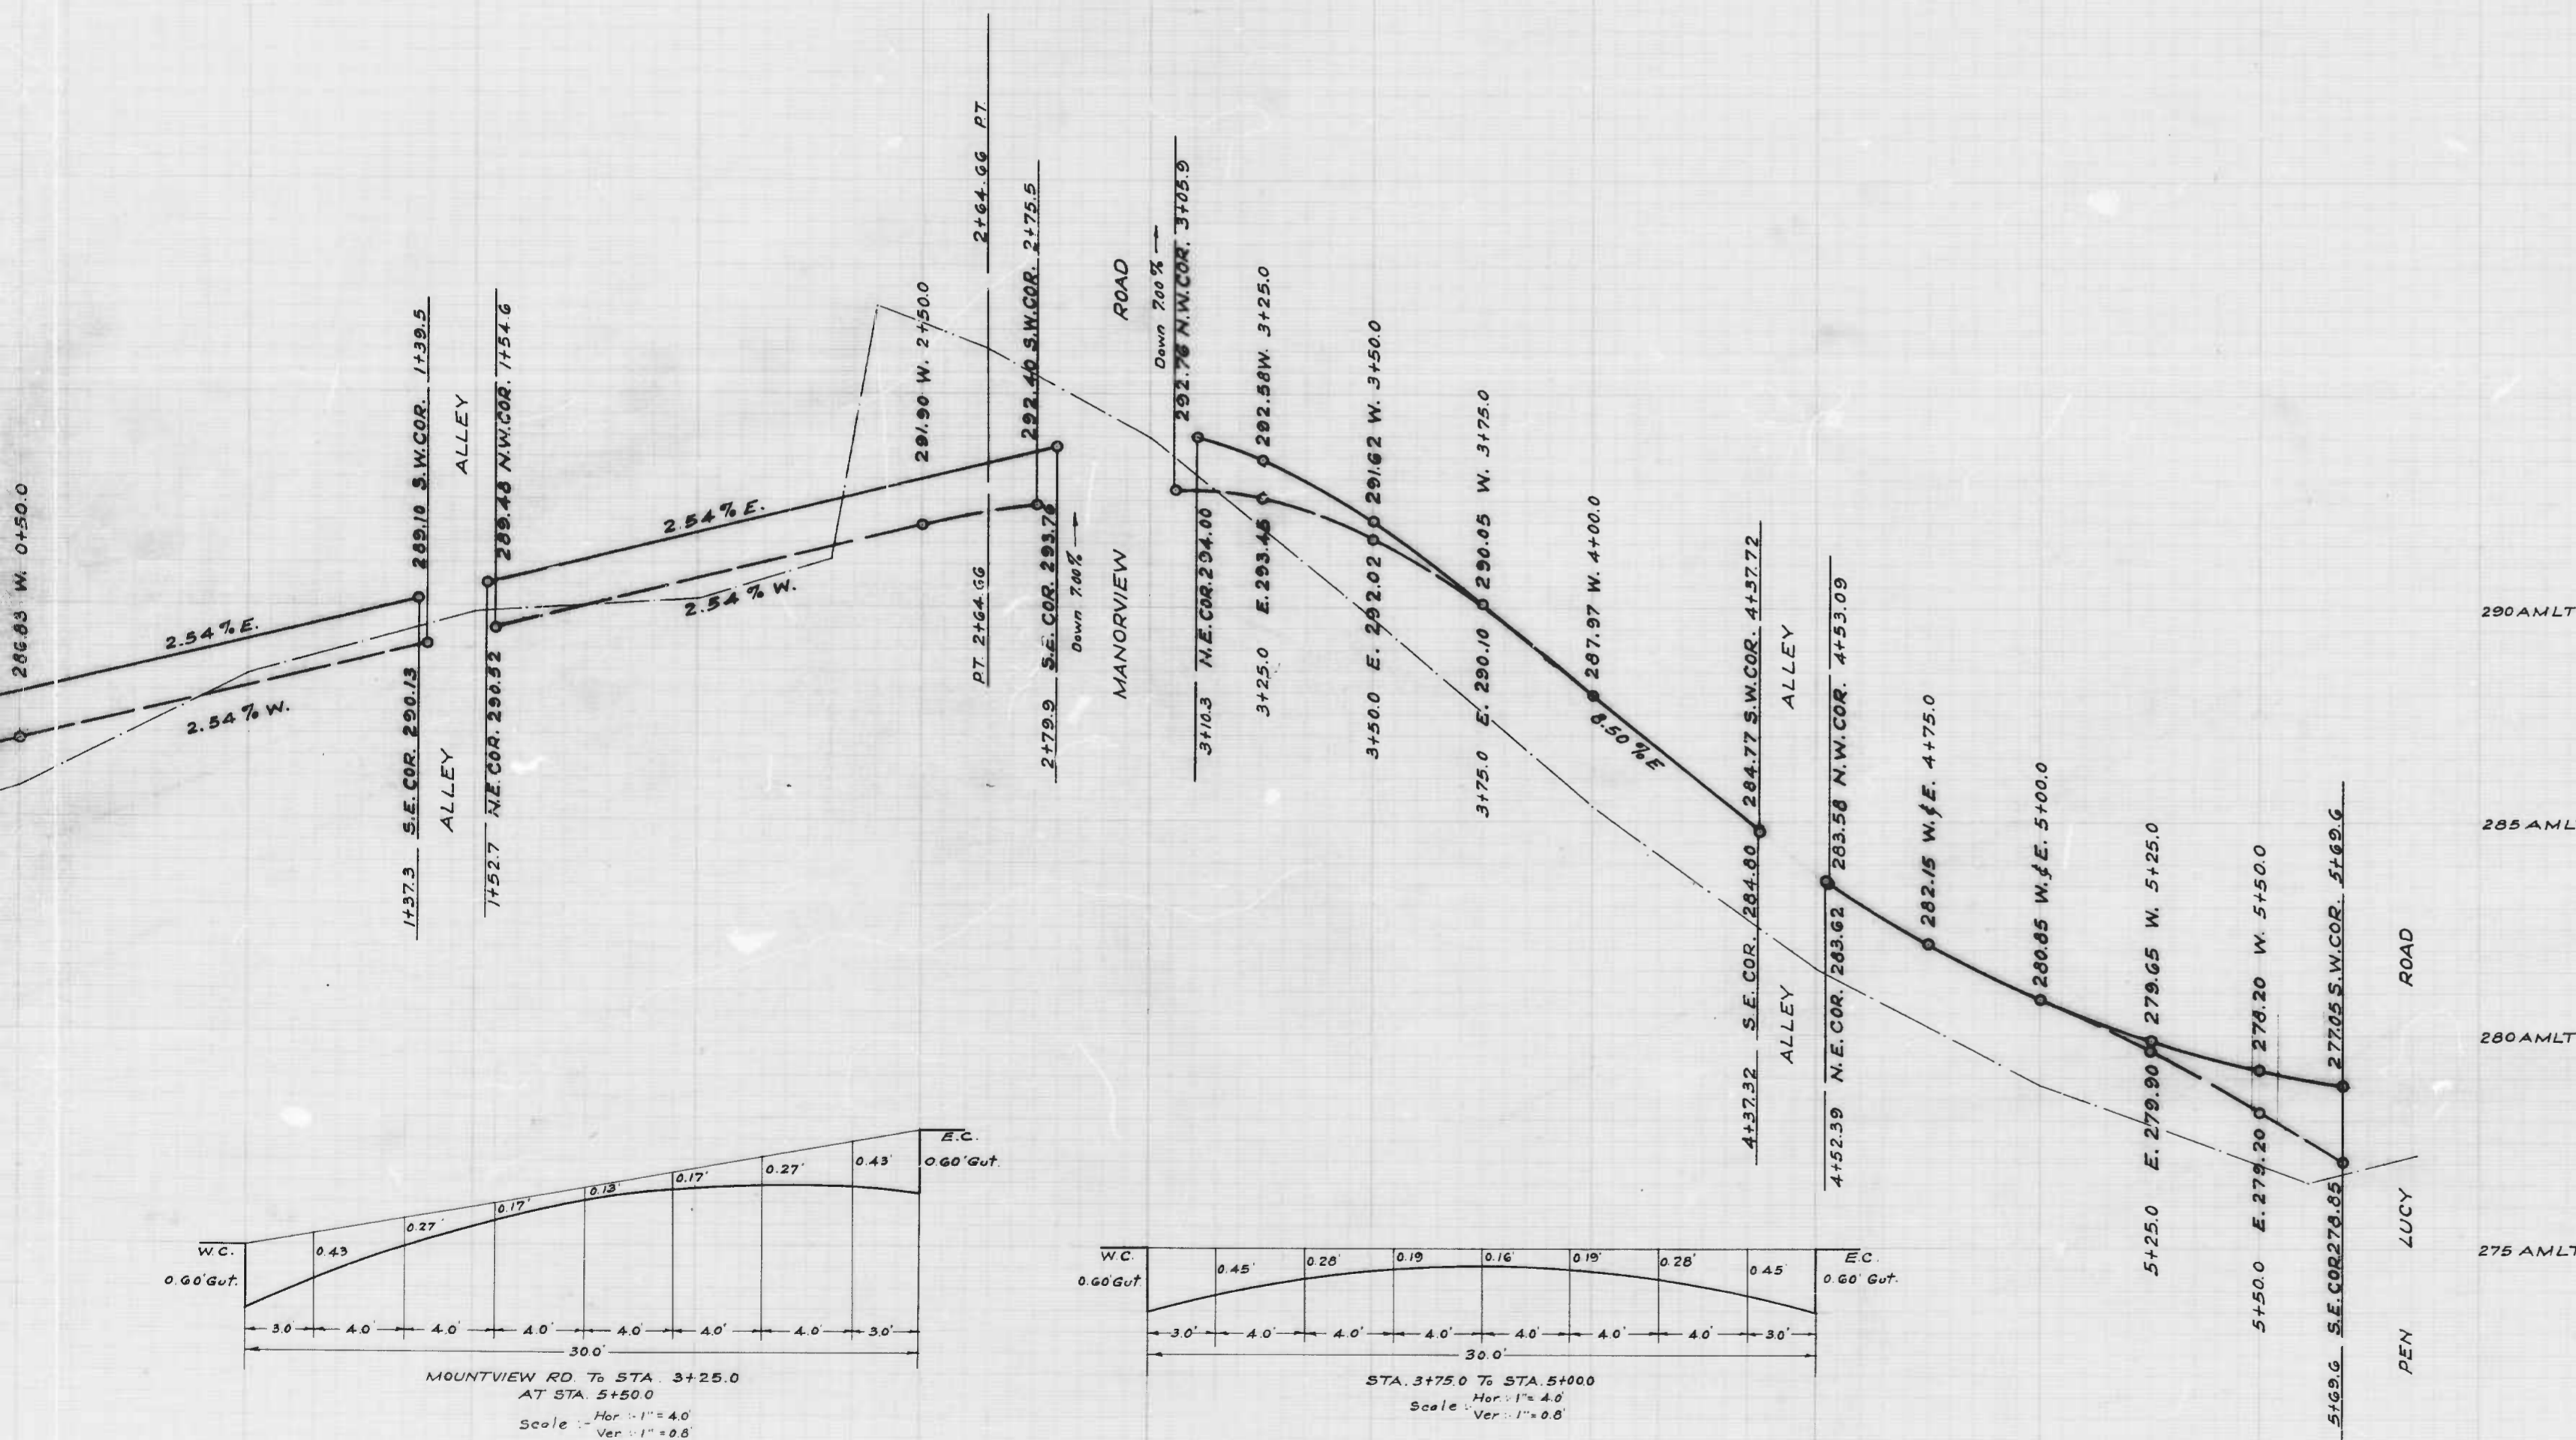 286.83 W. 0+50.0
2.54% E.
2.54% W.
289.10 S.W.COR. 1+39.5
1+37.3 S.E. COR. 290.13
ALLEY
ALLEY
289.48 N.W.COR. 1+54.6
1+52.7 N.E. COR. 290.52
2.54% E.
2.54% W.
291.90 W. 2+50.0
2+64.66 P.T.
P.T. 2+64.66
292.40 S.W.COR. 2+75.5
2+79.9 S.E. COR. 293.76
Down 7.00%
MANORVIEW ROAD
Down 7.00%
292.76 N.W.COR. 3+05.9
3+10.3 N.E. COR. 294.00
292.58 W. 3+25.0
3+25.0 E. 293.45
291.62 W. 3+50.0
3+50.0 E. 292.02
290.05 W. 3+75.0
3+75.0 E. 290.10
287.97 W. 4+00.0
8.50% E
284.77 S.W.COR. 4+37.72
4+37.32 S.E. COR. 284.80
ALLEY
ALLEY
283.58 N.W.COR. 4+53.09
4+52.39 N.E. COR. 283.62
282.15 W. & E. 4+75.0
280.85 W. & E. 5+00.0
279.65 W. 5+25.0
5+25.0 E. 279.90
278.20 W. 5+50.0
5+50.0 E. 279.20
277.05 S.W.COR. 5+69.6
5+69.6 S.E. COR. 278.85
PEN LUCY ROAD
290 AMLT
285 AML
280 AMLT
275 AMLT
W.C.
0.60' Gut.
0.43
0.27
0.17'
0.13'
0.17'
0.27'
0.43'
E.C.
0.60' Gut.
3.0 4.0' 4.0' 4.0' 4.0' 4.0' 4.0' 3.0'
30.0'
MOUNTVIEW RD. To STA. 3+25.0
AT STA. 5+50.0
Scale :- Hor :- 1" = 4.0'
Ver :- 1" = 0.8'
W.C.
0.60' Gut.
0.45'
0.28'
0.19
0.16'
0.19'
0.28'
0.45
E.C.
0.60' Gut.
3.0' 4.0' 4.0' 4.0' 4.0' 4.0' 4.0' 3.0'
30.0'
STA. 3+75.0 To STA. 5+00.0
Scale :- Hor :- 1" = 4.0'
Ver :- 1" = 0.8'